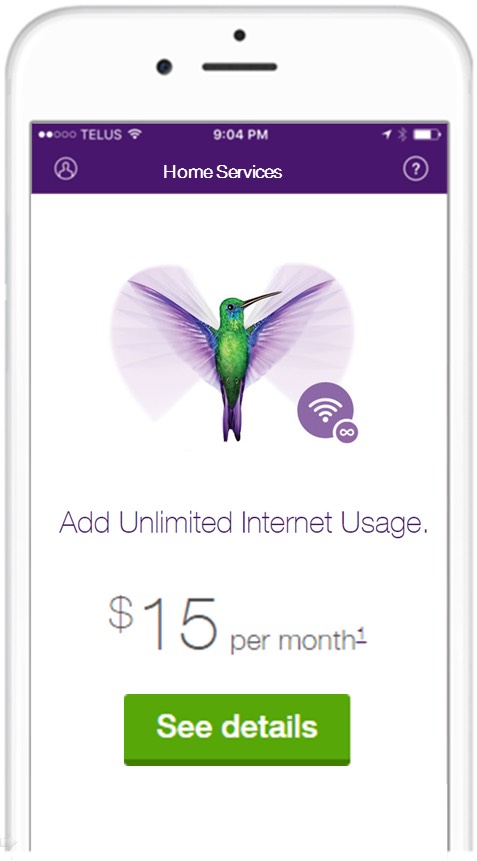 TELUS 9:04 PM
Home Services
?
∞
Add Unlimited Internet Usage.
$15 per month1
See details